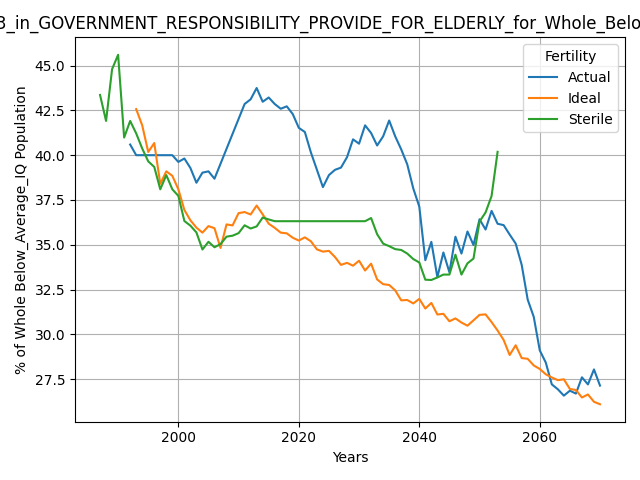 3_in_GOVERNMENT_RESPONSIBILITY_PROVIDE_FOR_ELDERLY_for_Whole_Belo
Fertility
Actual
Ideal
Sterile
% of Whole Below_Average_IQ Population
45.0
42.5
40.0
37.5
35.0
32.5
30.0
27.5
2000
2020
2040
2060
Years